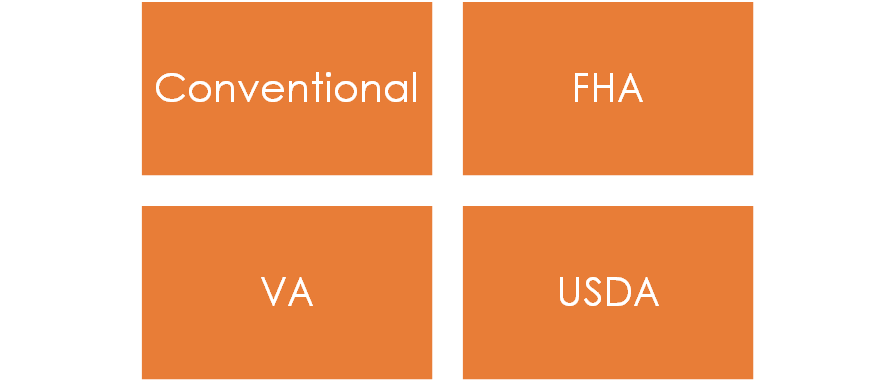 Conventional
FHA
VA
USDA